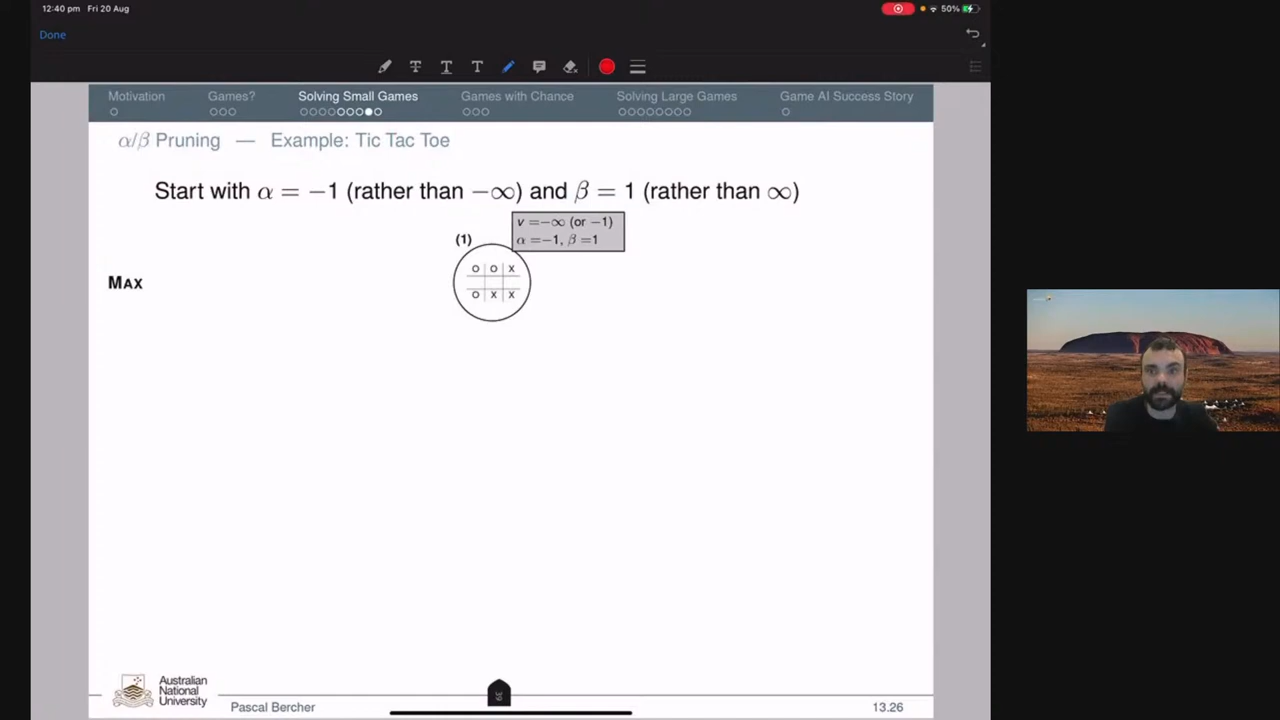 12:40 pm Fri 20 Aug
50%
Done
Motivation Games? Solving Small Games Games with Chance Solving Large Games Game AI Success Story
α/β Pruning — Example: Tic Tac Toe
Start with α = −1 (rather than −∞) and β = 1 (rather than ∞)
v =−∞ (or −1)
α =−1, β =1
(1)
O O X
O X X
MAX
Australian
National
University
Pascal Bercher
39
13.26